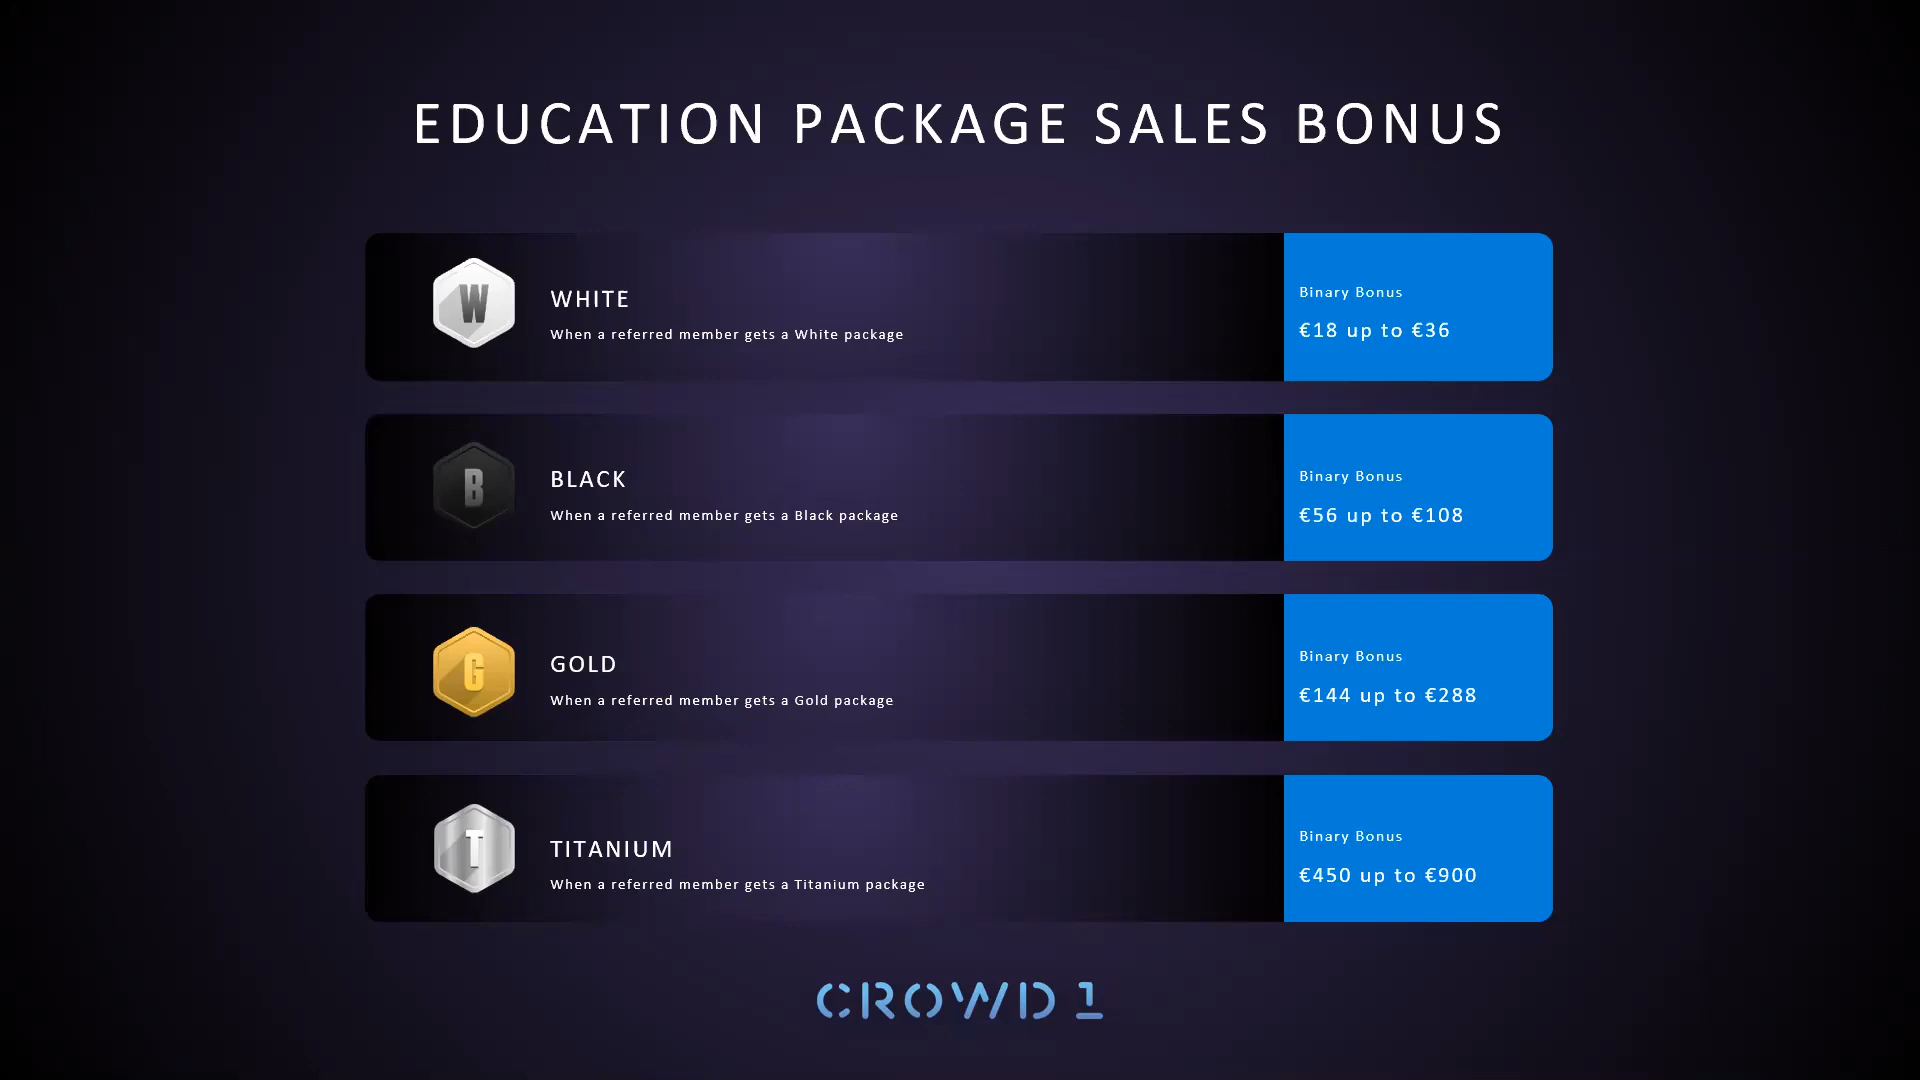 EDUCATION PACKAGE SALES BONUS
W
WHITE
When a referred member gets a White package
Binary Bonus
€18 up to €36
B
BLACK
When a referred member gets a Black package
Binary Bonus
€56 up to €108
G
GOLD
When a referred member gets a Gold package
Binary Bonus
€144 up to €288
T
TITANIUM
When a referred member gets a Titanium package
Binary Bonus
€450 up to €900
CROWD 1